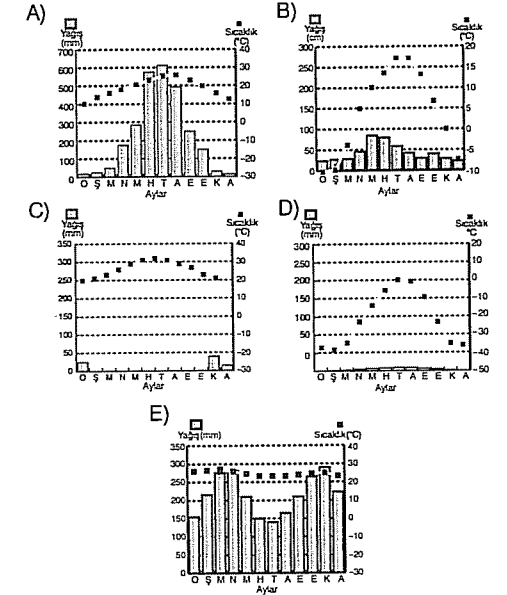 A)
Yağış
(mm)
Sıcaklık
(°C)
700 40
600 30
500 20
400 10
300 0
200 -10
100 -20
0 -30
O Ş M N M H T A E E K A
Aylar
B)
Yağış
(cm)
Sıcaklık
(°C)
300 20
250 15
200 10
150 5
100 0
50 -5
0 -10
O Ş M N M H T A E E K A
Aylar
C)
Yağış
(mm)
Sıcaklık
(°C)
350 40
300 30
250 20
200 10
150 0
100 -10
50 -20
0 -30
O Ş M N M H T A E E K A
Aylar
D)
Yağış
(mm)
Sıcaklık
°C
300 20
250 10
200 0
150 -10
100 -20
50 -30
0 -40
-50
O Ş M N M H T A E E K A
Aylar
E)
Yağış (mm)
Sıcaklık(°C)
350 40
300 30
250 20
200 10
150 0
100 -10
50 -20
0 -30
O Ş M N M H T A E E K A
Aylar